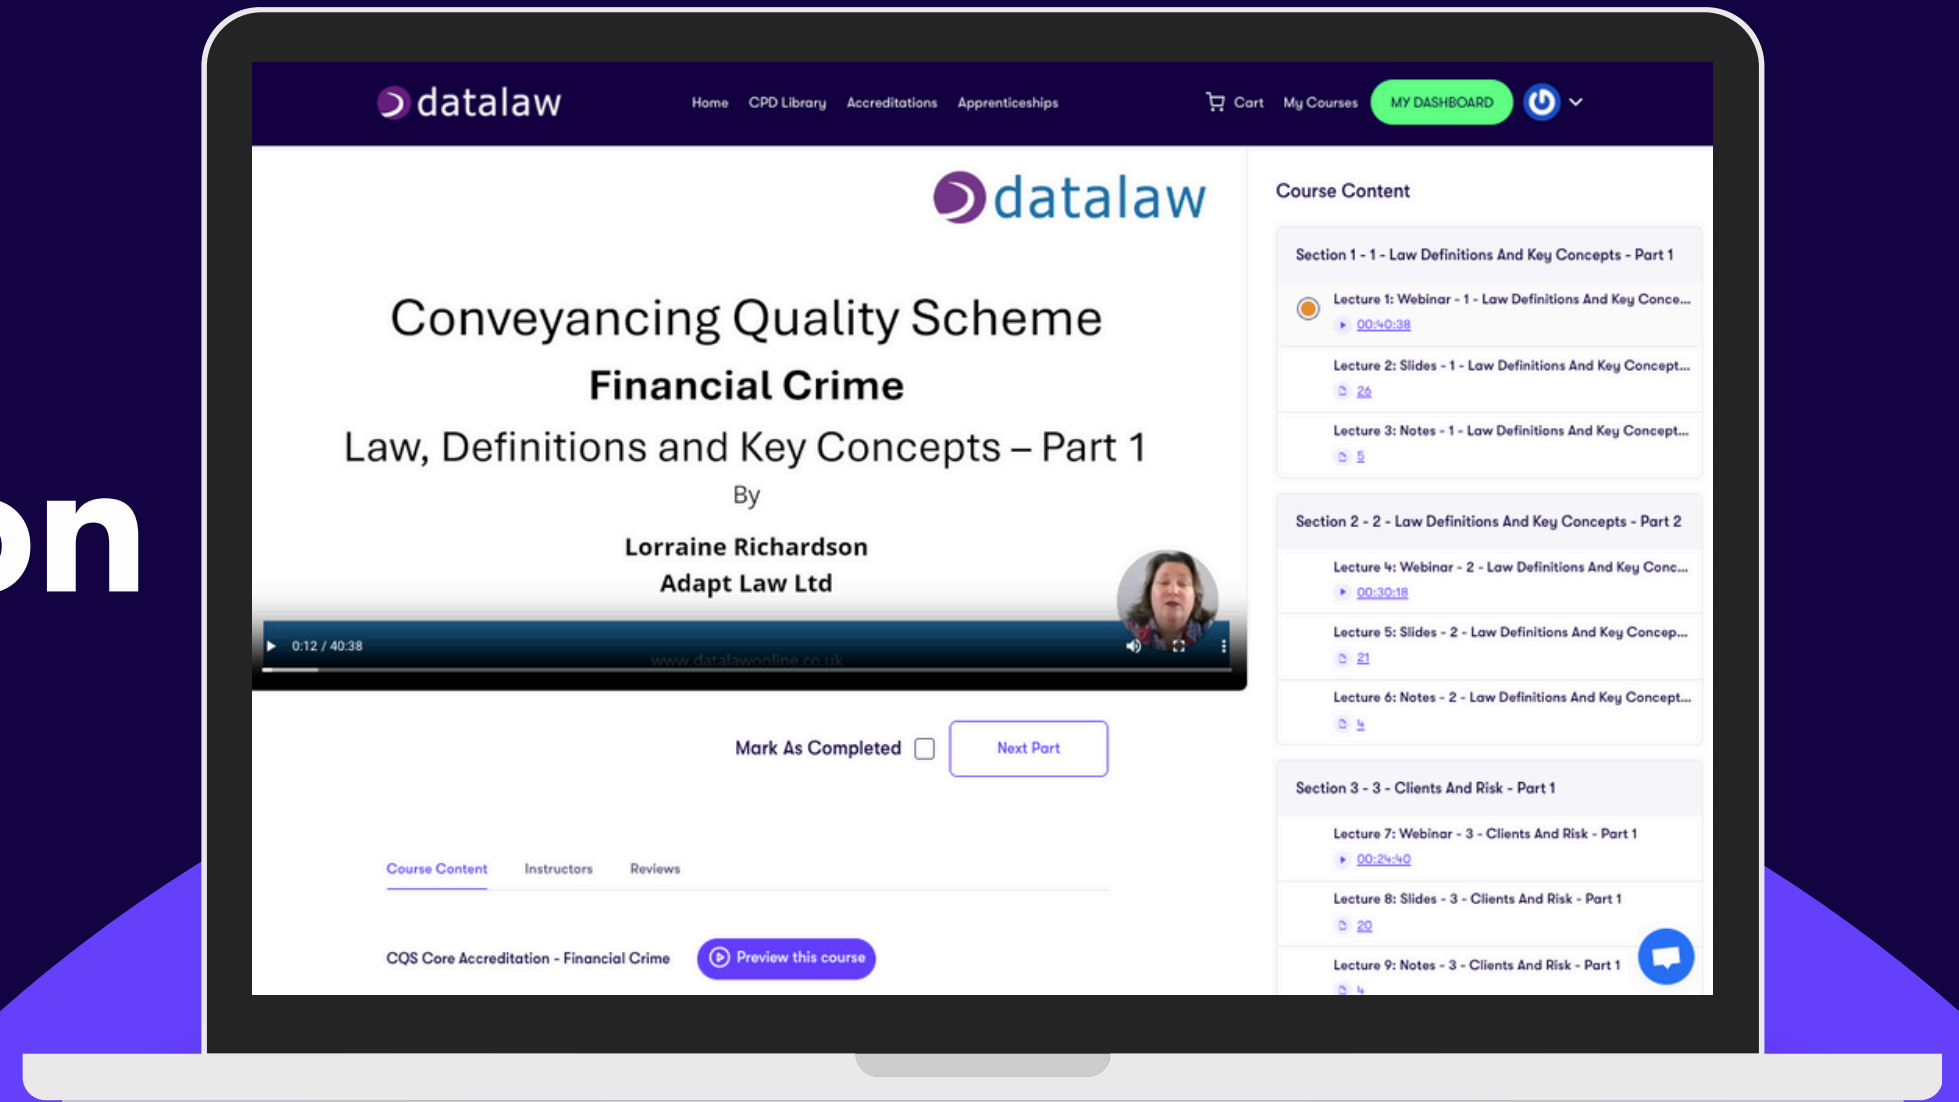 on
datalaw
Home CPD Library Accreditations Apprenticeships
Cart My Courses MY DASHBOARD
datalaw
Conveyancing Quality Scheme
Financial Crime
Law, Definitions and Key Concepts – Part 1
By
Lorraine Richardson
Adapt Law Ltd
0:12 / 40:38
www.datalawonline.co.uk
Mark As Completed
Next Part
Course Content Instructors Reviews
CQS Core Accreditation - Financial Crime
Preview this course
Course Content
Section 1 - 1 - Law Definitions And Key Concepts - Part 1
Lecture 1: Webinar - 1 - Law Definitions And Key Conce...
00:40:38
Lecture 2: Slides - 1 - Law Definitions And Key Concept...
26
Lecture 3: Notes - 1 - Law Definitions And Key Concept...
5
Section 2 - 2 - Law Definitions And Key Concepts - Part 2
Lecture 4: Webinar - 2 - Law Definitions And Key Conc...
00:30:18
Lecture 5: Slides - 2 - Law Definitions And Key Concep...
21
Lecture 6: Notes - 2 - Law Definitions And Key Concept...
4
Section 3 - 3 - Clients And Risk - Part 1
Lecture 7: Webinar - 3 - Clients And Risk - Part 1
00:24:40
Lecture 8: Slides - 3 - Clients And Risk - Part 1
20
Lecture 9: Notes - 3 - Clients And Risk - Part 1
4